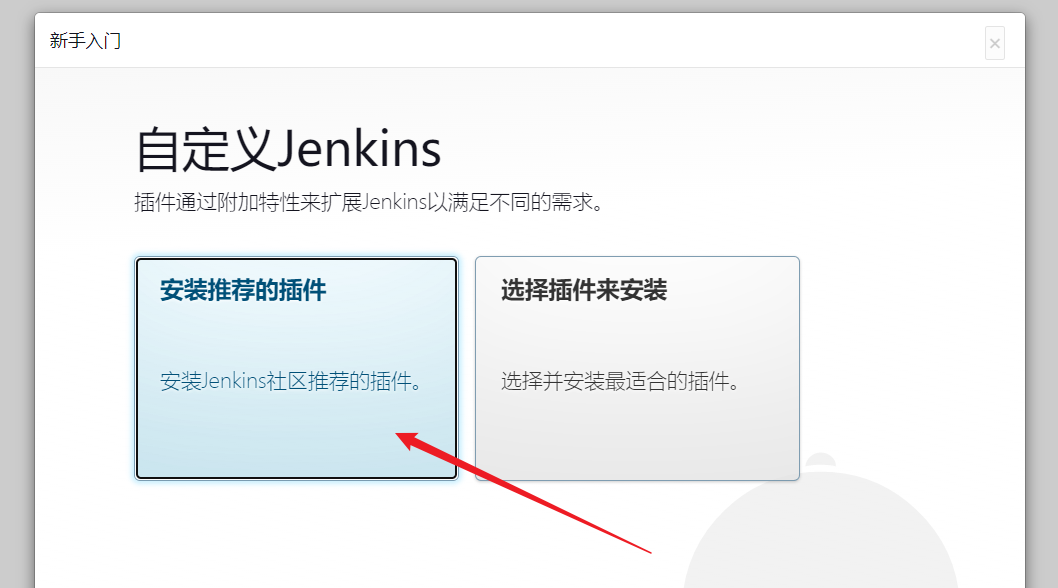 新手入门
×
自定义Jenkins
插件通过附加特性来扩展Jenkins以满足不同的需求。
安装推荐的插件
安装Jenkins社区推荐的插件。
选择插件来安装
选择并安装最适合的插件。